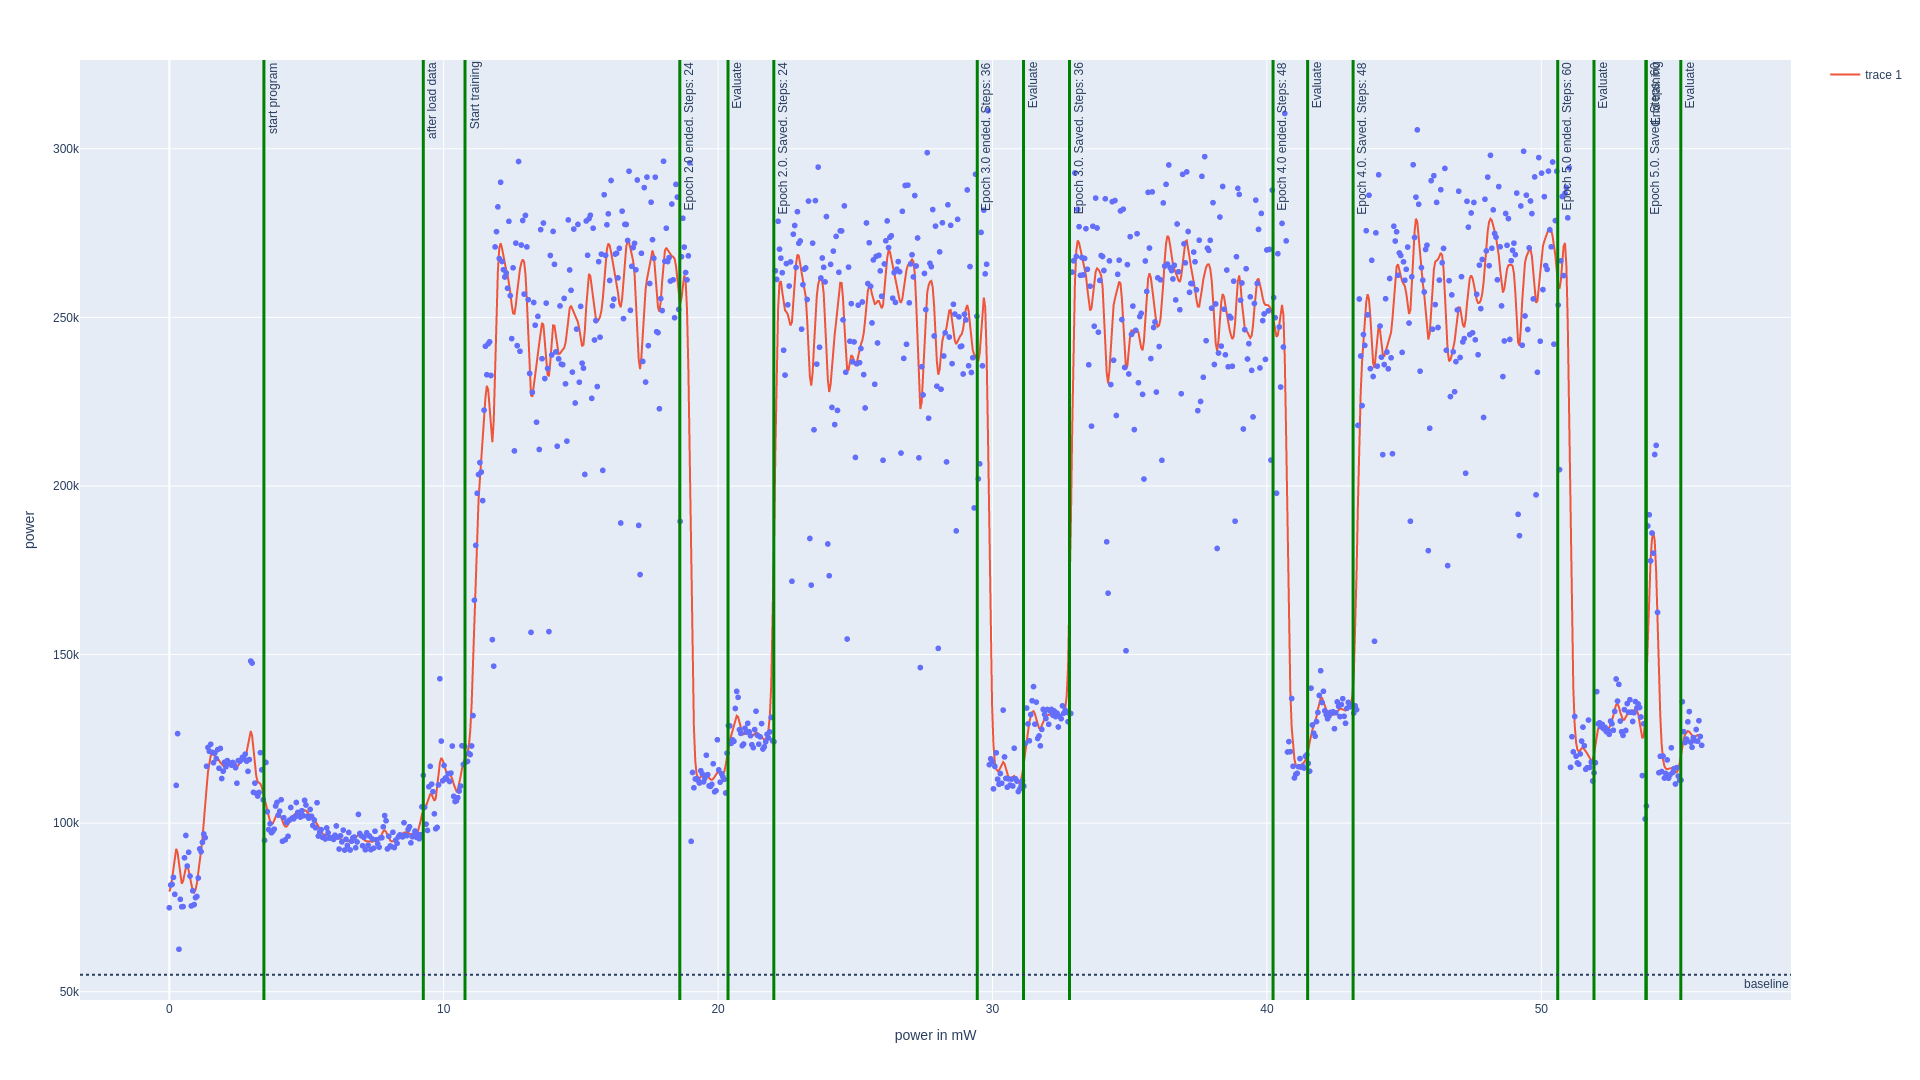 start program
after load data
Start training
Epoch 2.0 ended. Steps: 24
Evaluate
Epoch 2.0. Saved. Steps: 24
Epoch 3.0 ended. Steps: 36
Evaluate
Epoch 3.0. Saved. Steps: 36
Epoch 4.0 ended. Steps: 48
Evaluate
Epoch 4.0. Saved. Steps: 48
Epoch 5.0 ended. Steps: 60
Evaluate
Epoch 5.0. Saved. Steps: 60
Evaluate
trace 1
300k
250k
200k
150k
100k
50k
power
baseline
0
10
20
30
40
50
power in mW